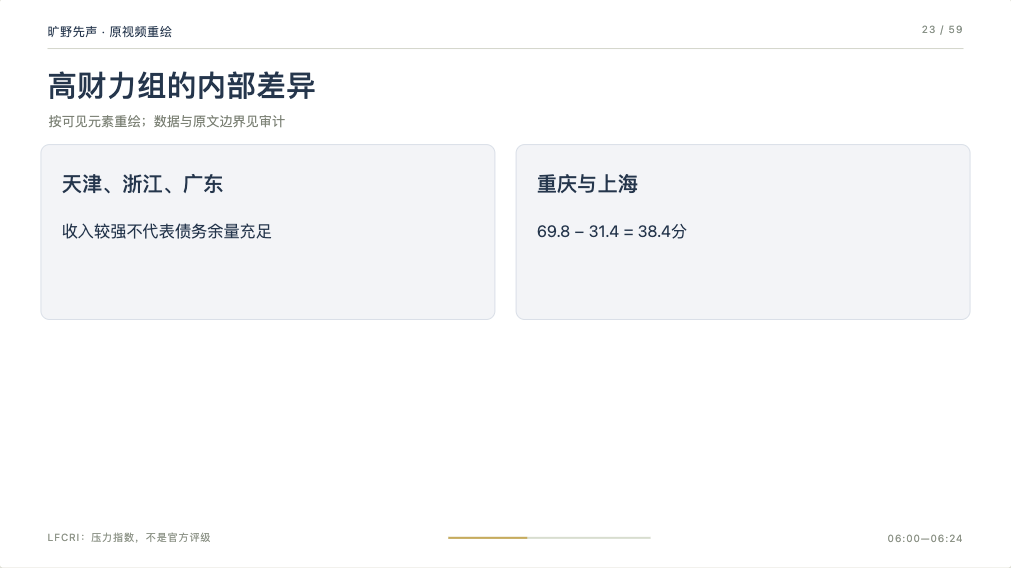 旷野先声 · 原视频重绘
23 / 59
高财力组的内部差异
按可见元素重绘；数据与原文边界见审计
天津、浙江、广东
收入较强不代表债务余量充足
重庆与上海
69.8 – 31.4 = 38.4分
LFCRI：压力指数，不是官方评级
06:00—06:24